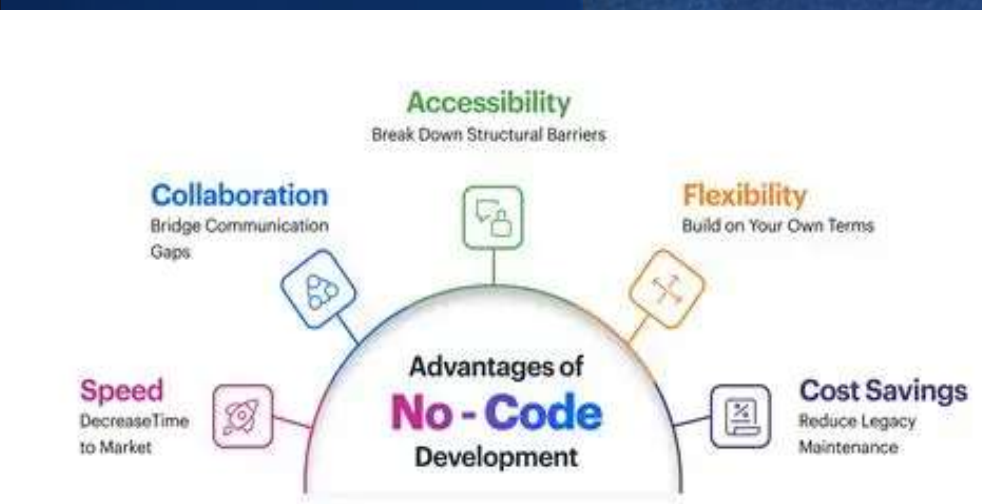 Accessibility
Break Down Structural Barriers
Collaboration
Bridge Communication
Gaps
Flexibility
Build on Your Own Terms
Speed
DecreaseTime
to Market
Advantages of
No - Code
Development
Cost Savings
Reduce Legacy
Maintenance